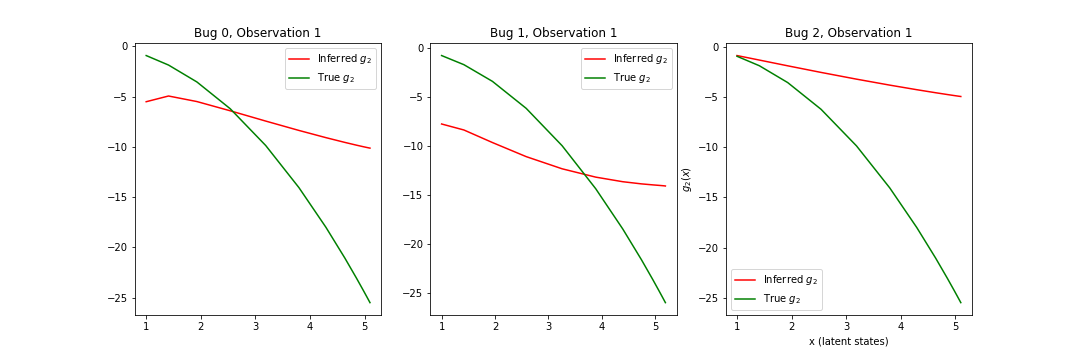 Bug 0, Observation 1
0
−5
−10
−15
−20
−25
1 2 3 4 5
Inferred g₂
True g₂
Bug 1, Observation 1
0
−5
−10
−15
−20
−25
1 2 3 4 5
Inferred g₂
True g₂
Bug 2, Observation 1
g₂(x)
0
−5
−10
−15
−20
−25
1 2 3 4 5
x (latent states)
Inferred g₂
True g₂